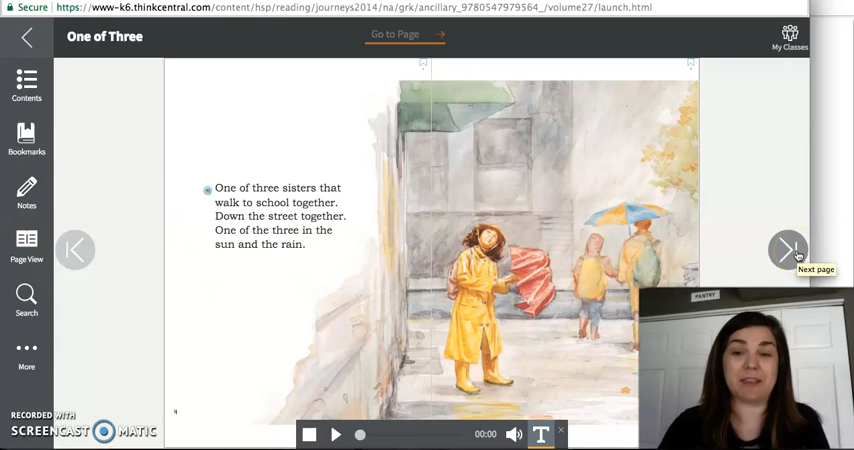 Secure
https://www-k6.thinkcentral.com/content/hsp/reading/journeys2014/na/grk/ancillary_9780547979564_/volume27/launch.html
One of Three
Go to Page →
My Classes
Contents
Bookmarks
Notes
Page View
Search
More
One of three sisters that
walk to school together.
Down the street together.
One of the three in the
sun and the rain.
4
Next page
PANTRY
00:00
T
RECORDED WITH
SCREENCAST MATIC